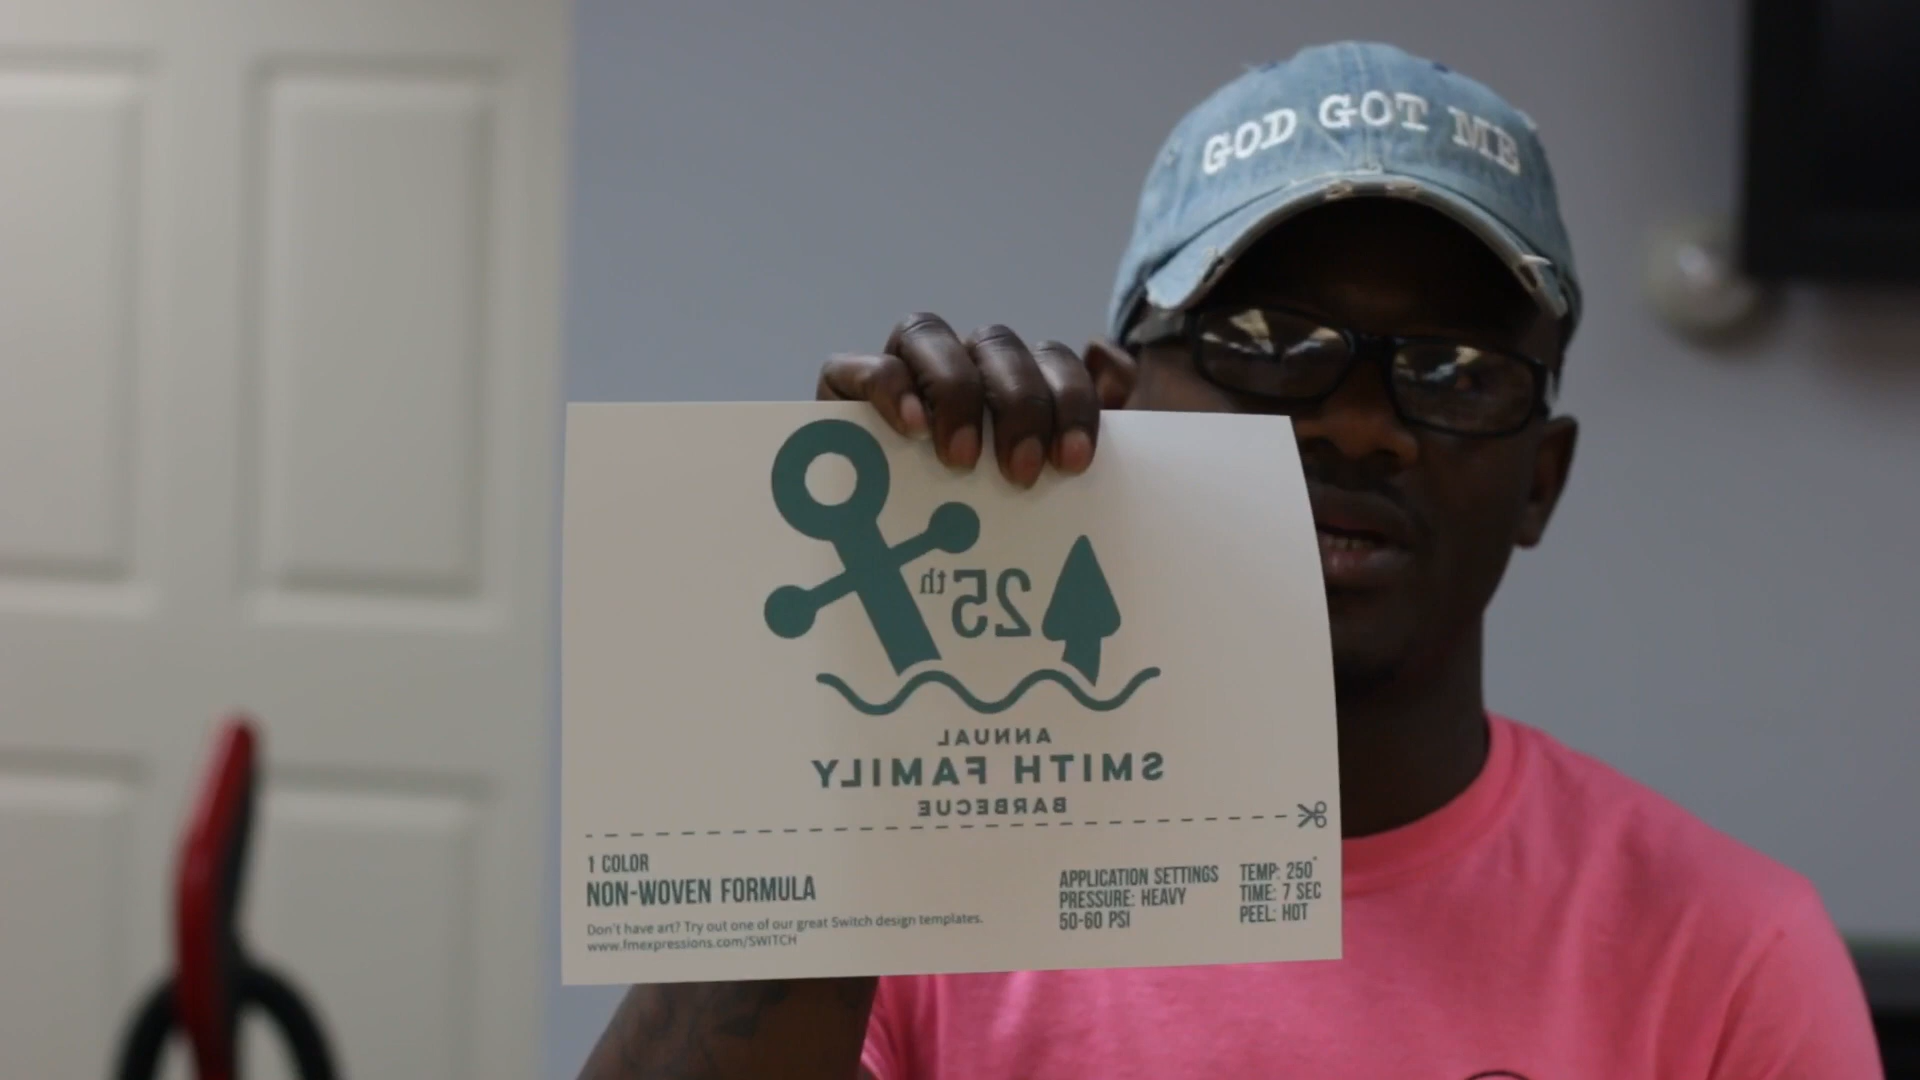 GOD GOT ME
25th
ANNUAL
SMITH FAMILY
BARBECUE
1 COLOR
NON-WOVEN FORMULA
Don't have art? Try out one of our great Switch design templates.
www.fmexpressions.com/SWITCH
APPLICATION SETTINGS
PRESSURE: HEAVY
50-60 PSI
TEMP: 250°
TIME: 7 SEC
PEEL: HOT